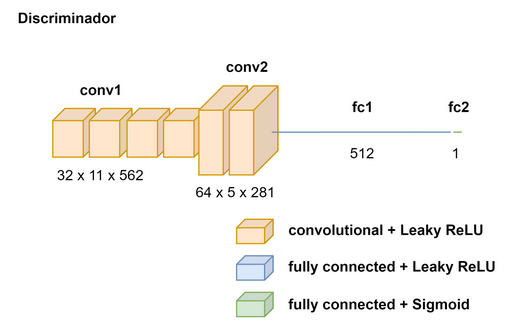 Discriminador
conv1
conv2
fc1
fc2
32 x 11 x 562
64 x 5 x 281
512
1
convolutional + Leaky ReLU
fully connected + Leaky ReLU
fully connected + Sigmoid